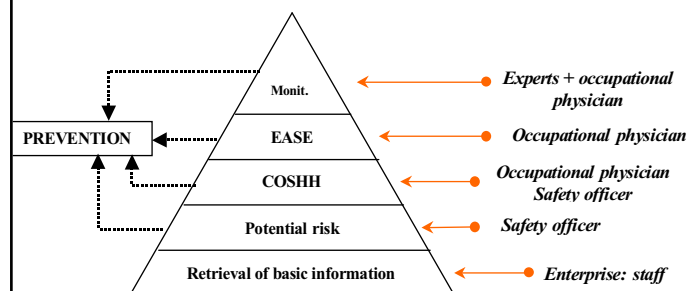 Monit.
Experts + occupational
physician
PREVENTION
EASE
Occupational physician
COSHH
Occupational physician
Safety officer
Potential risk
Safety officer
Retrieval of basic information
Enterprise: staff